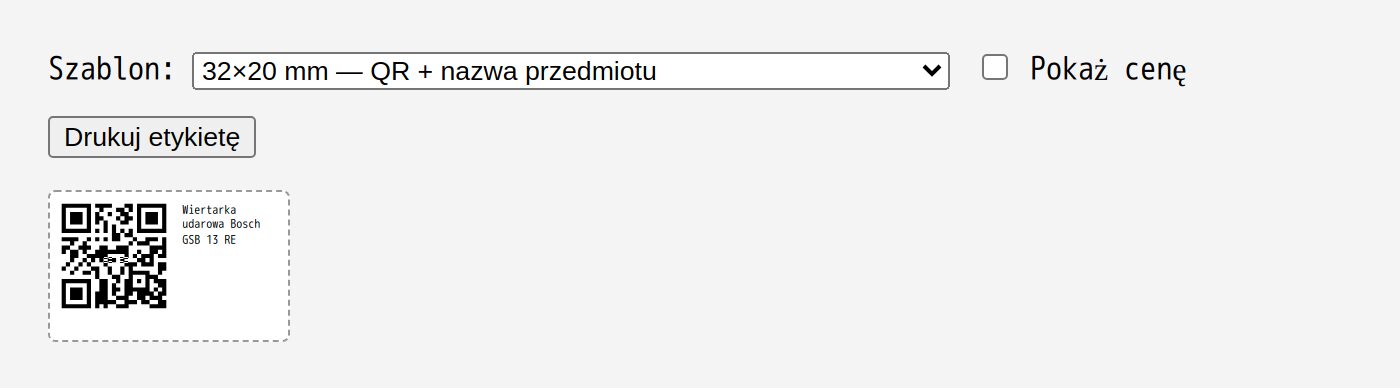 Szablon: 32×20 mm — QR + nazwa przedmiotu Pokaż cenę
Drukuj etykietę
Wiertarka
udarowa Bosch
GSB 13 RE